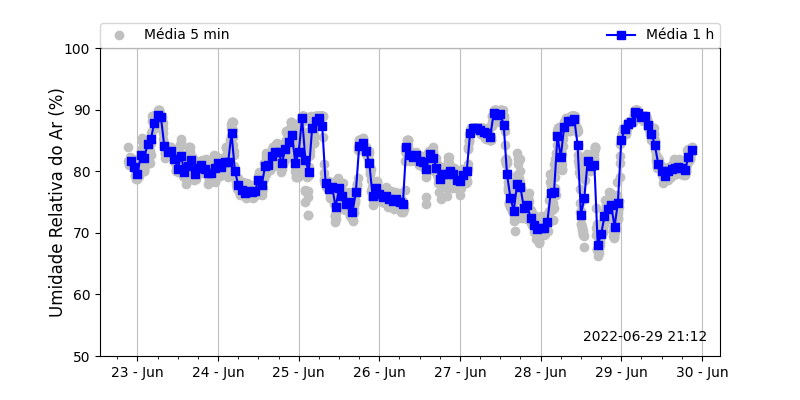 Média 5 min
Média 1 h
100
90
80
70
60
50
Umidade Relativa do Ar (%)
2022-06-29 21:12
23 - Jun
24 - Jun
25 - Jun
26 - Jun
27 - Jun
28 - Jun
29 - Jun
30 - Jun